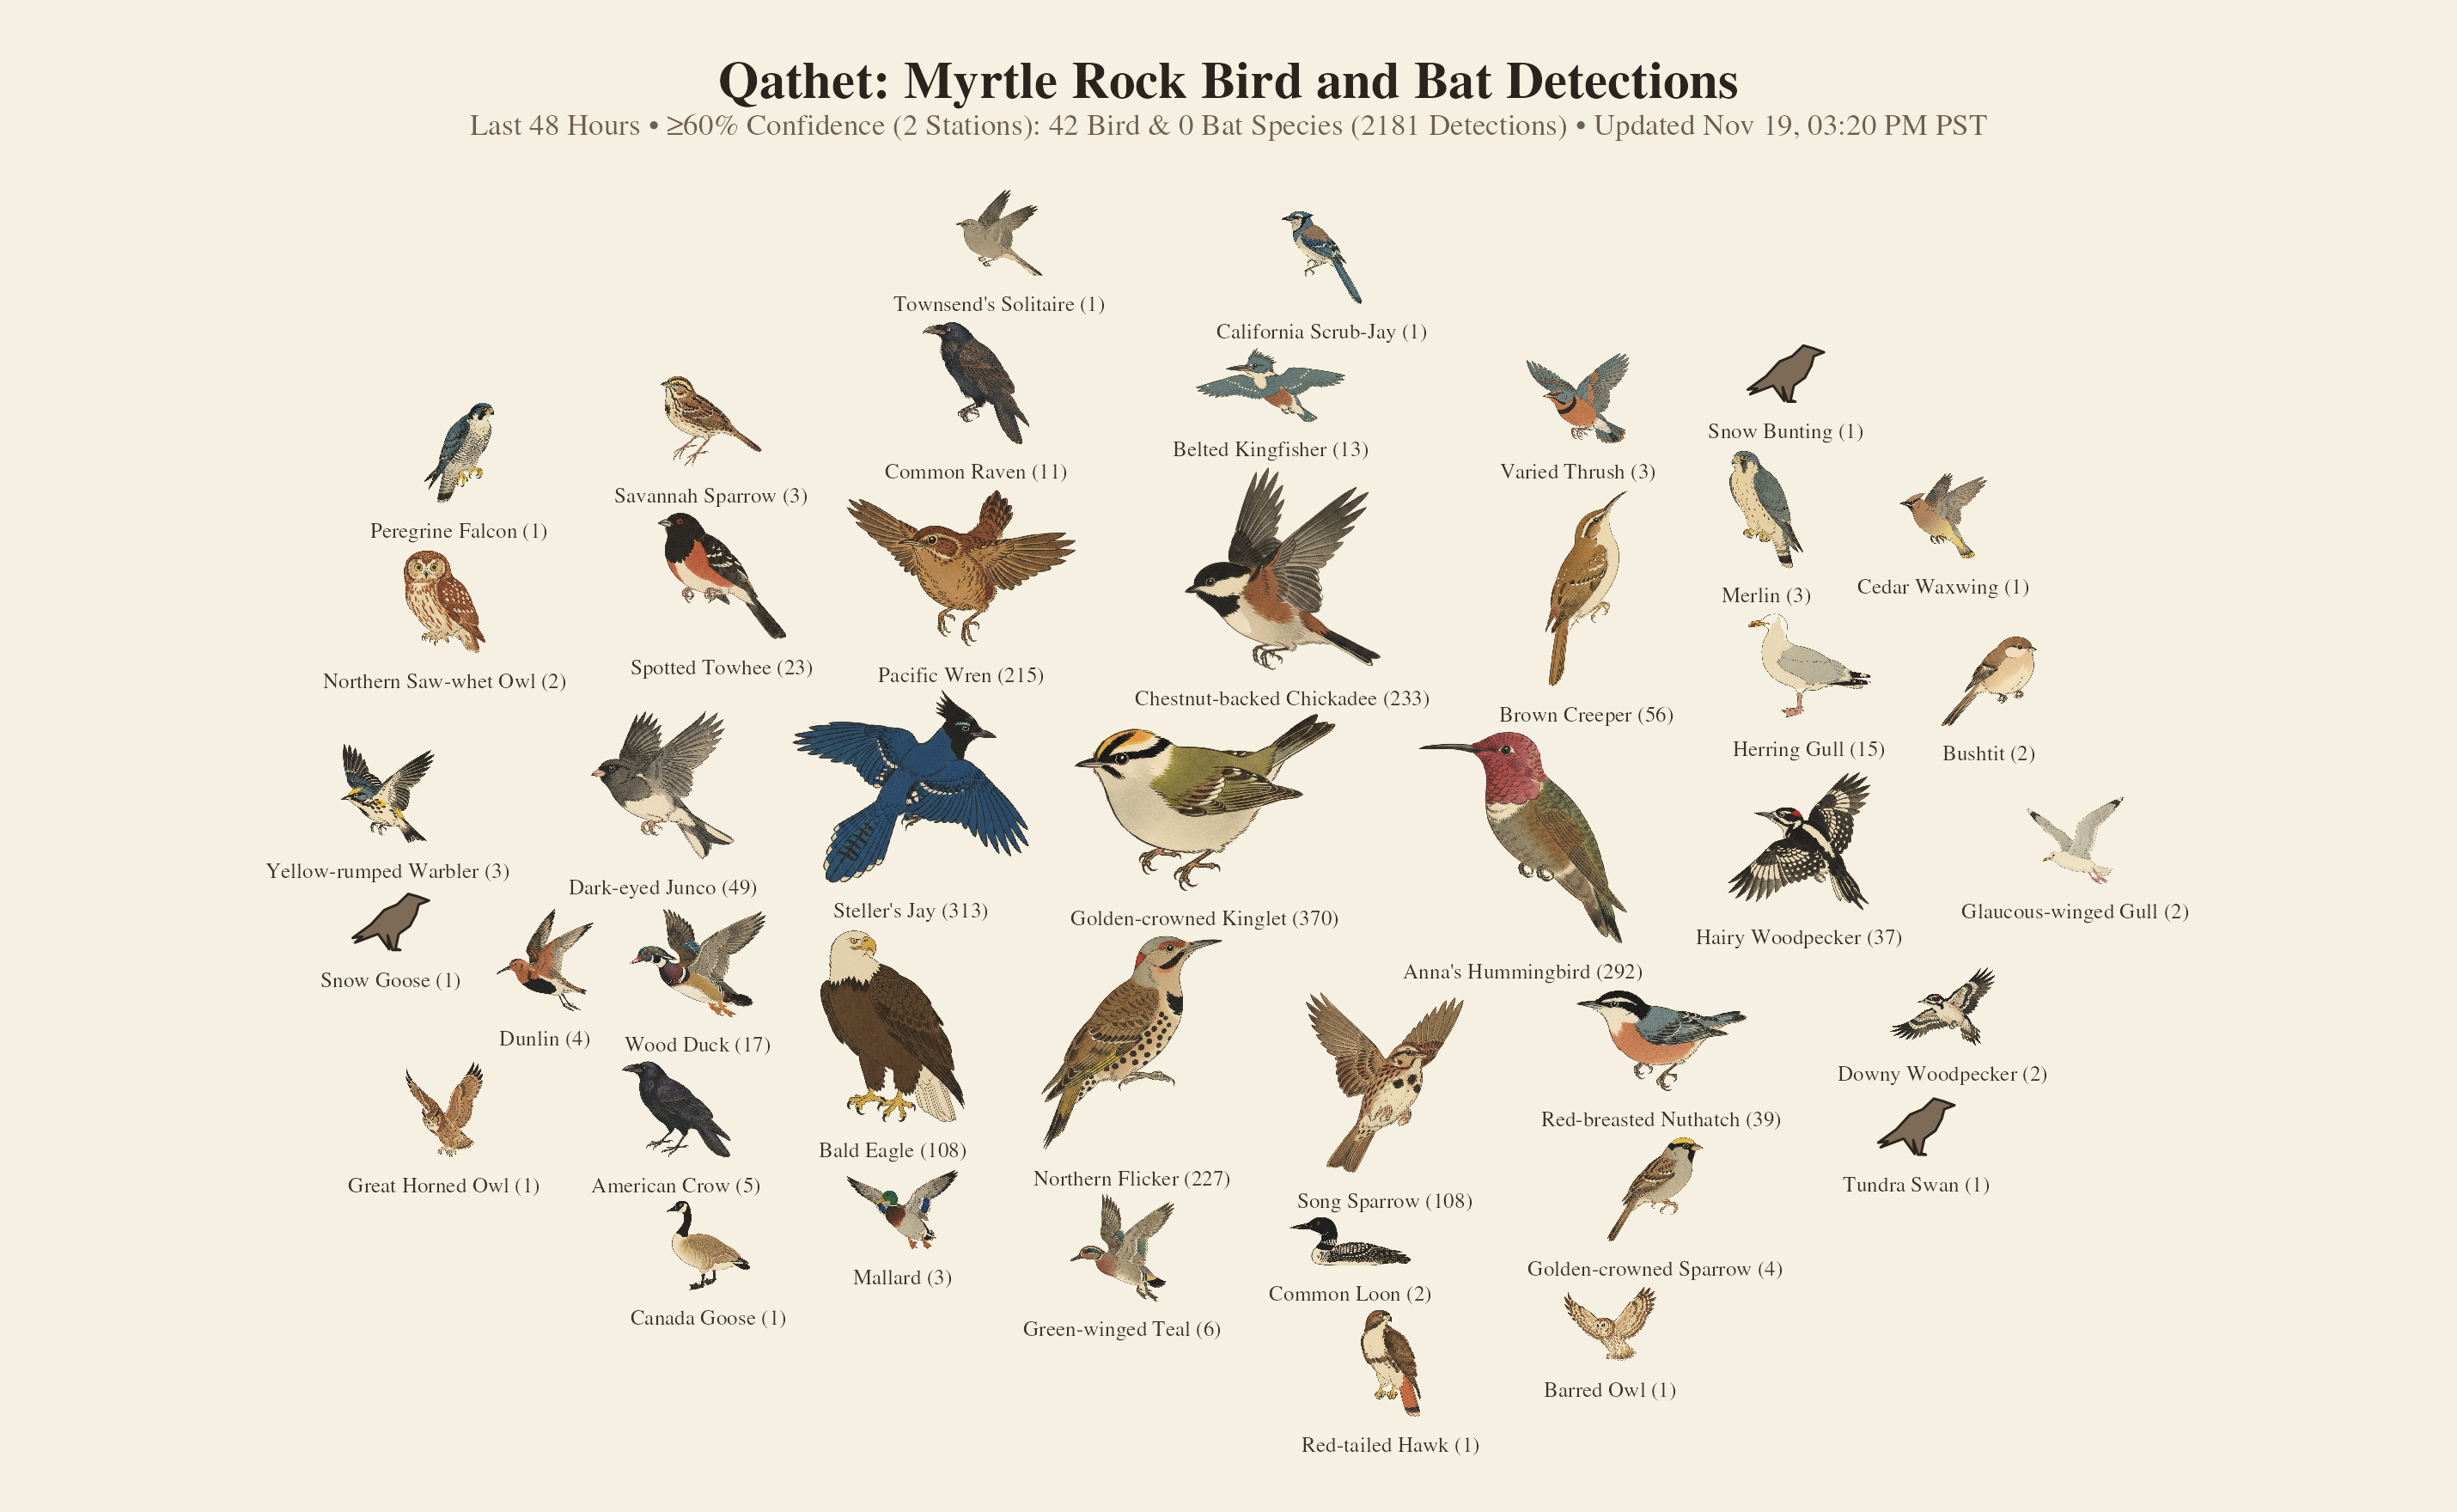 Qathet: Myrtle Rock Bird and Bat Detections
Last 48 Hours • ≥60% Confidence (2 Stations): 42 Bird & 0 Bat Species (2181 Detections) • Updated Nov 19, 03:20 PM PST
Townsend's Solitaire (1)
California Scrub-Jay (1)
Snow Bunting (1)
Belted Kingfisher (13)
Common Raven (11)
Varied Thrush (3)
Savannah Sparrow (3)
Peregrine Falcon (1)
Cedar Waxwing (1)
Merlin (3)
Spotted Towhee (23)
Pacific Wren (215)
Northern Saw-whet Owl (2)
Chestnut-backed Chickadee (233)
Brown Creeper (56)
Herring Gull (15)
Bushtit (2)
Yellow-rumped Warbler (3)
Dark-eyed Junco (49)
Steller's Jay (313)
Glaucous-winged Gull (2)
Golden-crowned Kinglet (370)
Hairy Woodpecker (37)
Anna's Hummingbird (292)
Snow Goose (1)
Dunlin (4)
Wood Duck (17)
Downy Woodpecker (2)
Red-breasted Nuthatch (39)
Bald Eagle (108)
Northern Flicker (227)
Tundra Swan (1)
Great Horned Owl (1)
American Crow (5)
Song Sparrow (108)
Golden-crowned Sparrow (4)
Mallard (3)
Common Loon (2)
Canada Goose (1)
Green-winged Teal (6)
Barred Owl (1)
Red-tailed Hawk (1)